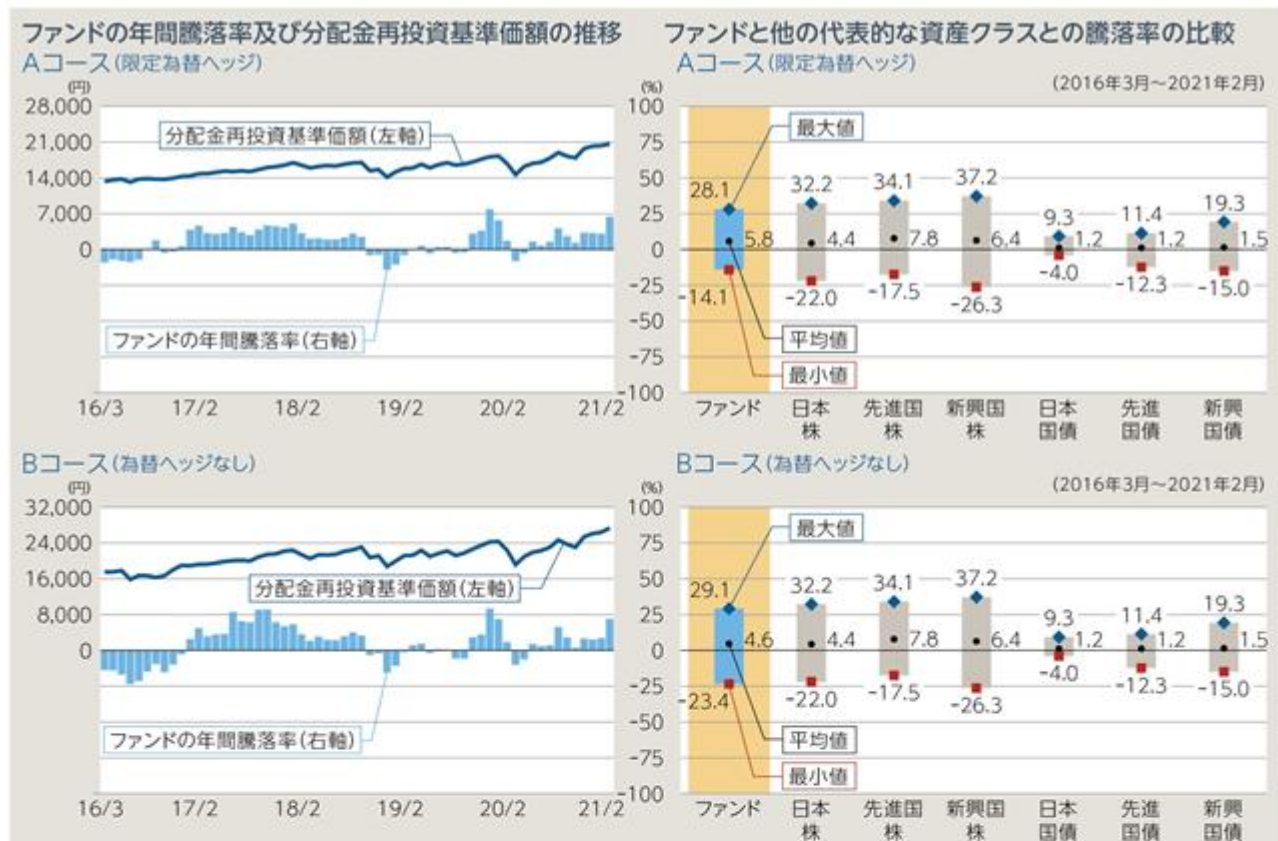 ファンドの年間騰落率及び分配金再投資基準価額の推移
Aコース(限定為替ヘッジ)
(円)
28,000
21,000
14,000
7,000
0
分配金再投資基準価額(左軸)
ファンドの年間騰落率(右軸)
16/3 17/2 18/2 19/2 20/2 21/2
ファンドと他の代表的な資産クラスとの騰落率の比較
Aコース(限定為替ヘッジ)
(2016年3月~2021年2月)
(%)
100
75
50
25
0
-25
-50
-75
-100
最大値
28.1 32.2 34.1 37.2 9.3 11.4 19.3
5.8 4.4 7.8 6.4 1.2 1.2 1.5
-14.1 -22.0 -17.5 -26.3 -4.0 -12.3 -15.0
平均値
最小値
ファンド 日本 先進国 新興国 日本 先進 新興
株 株 株 国債 国債 国債
Bコース(為替ヘッジなし)
(円)
32,000
24,000
16,000
8,000
0
分配金再投資基準価額(左軸)
ファンドの年間騰落率(右軸)
16/3 17/2 18/2 19/2 20/2 21/2
Bコース(為替ヘッジなし)
(2016年3月~2021年2月)
(%)
100
75
50
25
0
-25
-50
-75
-100
最大値
29.1 32.2 34.1 37.2 9.3 11.4 19.3
4.6 4.4 7.8 6.4 1.2 1.2 1.5
-23.4 -22.0 -17.5 -26.3 -4.0 -12.3 -15.0
平均値
最小値
ファンド 日本 先進国 新興国 日本 先進 新興
株 株 株 国債 国債 国債